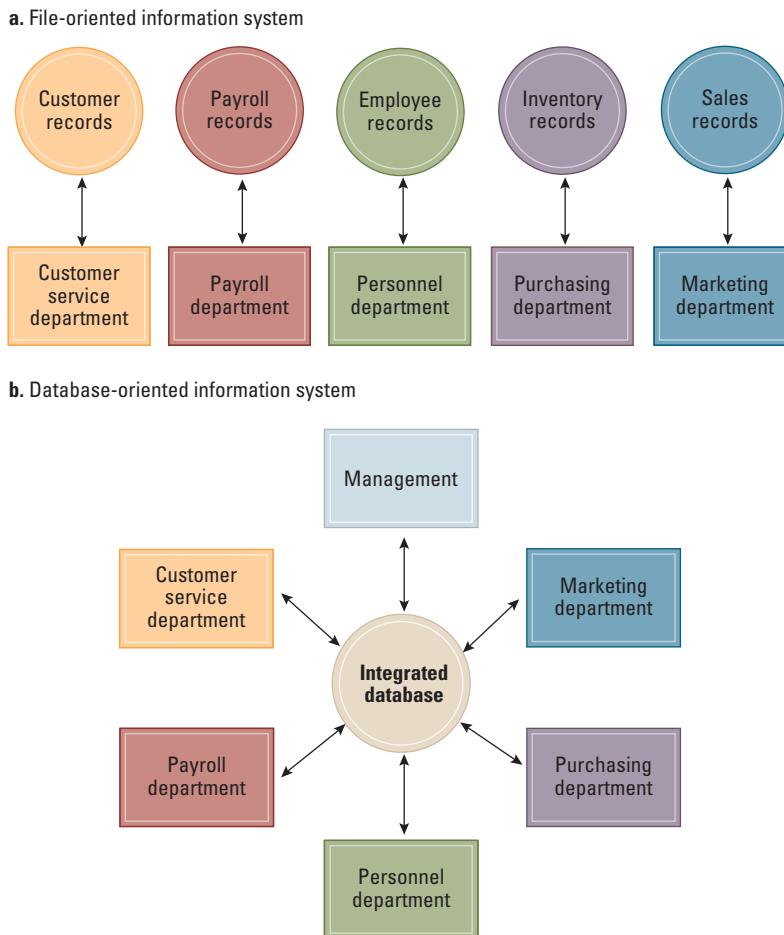 a. File-oriented information system
Customer
records
Payroll
records
Employee
records
Inventory
records
Sales
records
Customer
service
department
Payroll
department
Personnel
department
Purchasing
department
Marketing
department
b. Database-oriented information system
Management
Customer
service
department
Marketing
department
Integrated
database
Payroll
department
Purchasing
department
Personnel
department